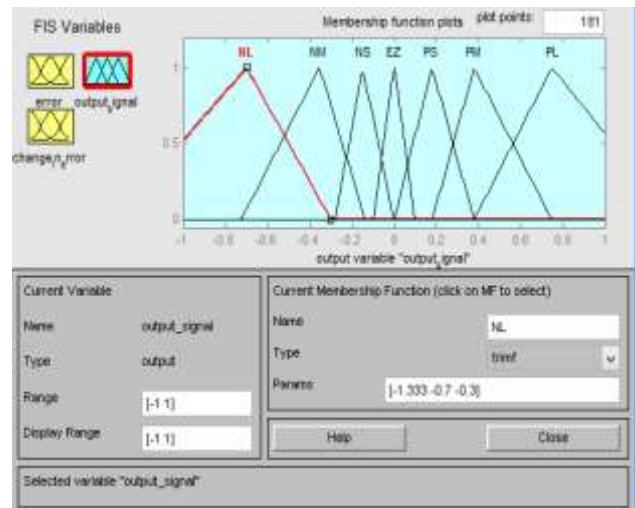 FIS Variables
Membership function plots
plot points:
181
NL NM NS EZ PS PM PL
1
0.5
0
-1 -0.8 -0.6 -0.4 -0.2 0 0.2 0.4 0.6 0.8 1
output variable "output_signal"
error
output_signal
change_in_error
Current Variable
Name output_signal
Type output
Range [-1 1]
Display Range [-1 1]
Current Membership Function (click on MF to select)
Name NL
Type trimf
Params [-1.333 -0.7 -0.3]
Help Close
Selected variable "output_signal"